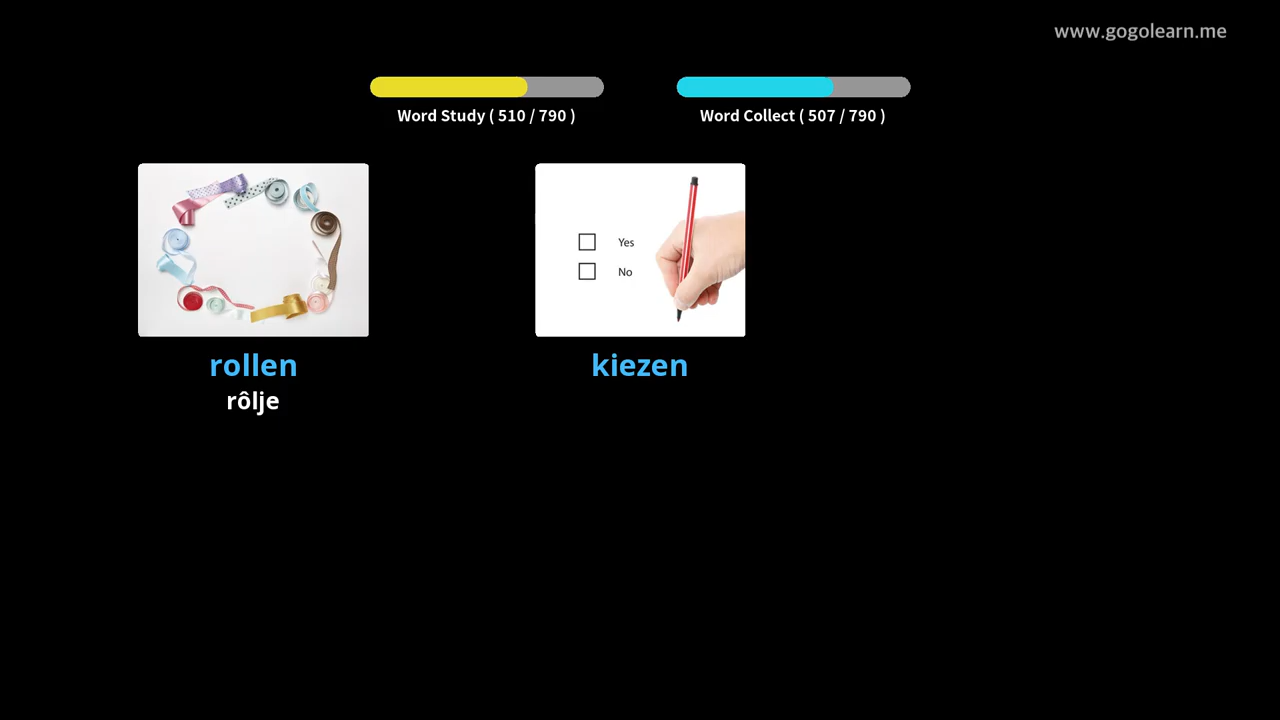 www.gogolearn.me
Word Study ( 510 / 790 )
Word Collect ( 507 / 790 )
Yes
No
rollen
kiezen
rôlje